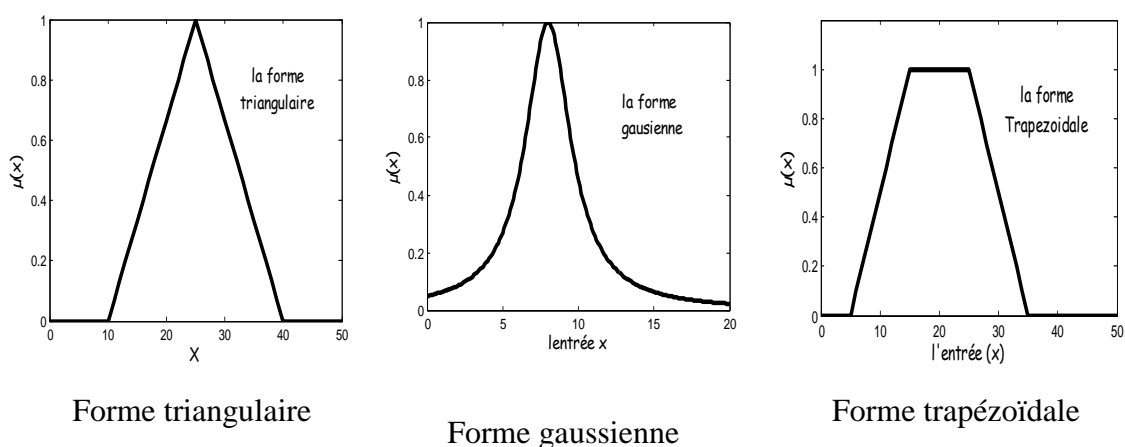 1
0.8
0.6
0.4
0.2
0
μ(x)
la forme
triangulaire
0 10 20 30 40 50
X
1
0.8
0.6
0.4
0.2
0
μ(x)
la forme
gausienne
0 5 10 15 20
lentrée x
1
0.8
0.6
0.4
0.2
0
μ(x)
la forme
Trapezoidale
0 10 20 30 40 50
l'entrée (x)
Forme triangulaire
Forme gaussienne
Forme trapézoïdale